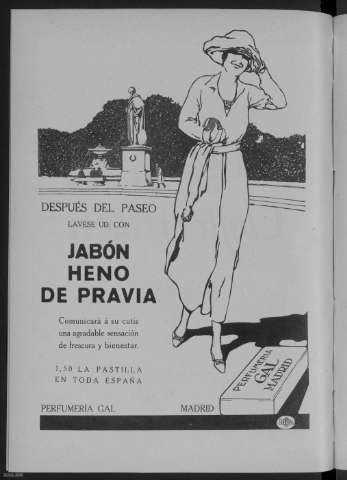 DESPUÉS DEL PASEO
LAVESE UD. CON
JABÓN
HENO
DE PRAVIA
Comunicará á su cutis
una agradable sensación
de frescura y bienestar.
1,50 LA PASTILLA
EN TODA ESPAÑA
PERFUMERIA
GAL
MADRID
PERFUMERÍA GAL MADRID